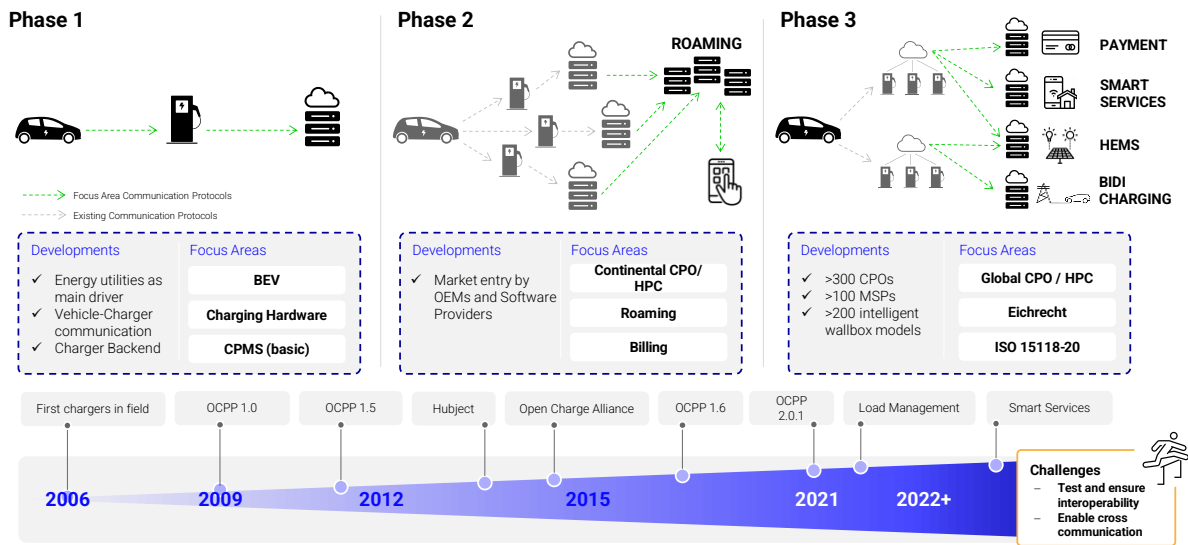 Phase 1
Phase 2
Phase 3
ROAMING
PAYMENT
SMART
SERVICES
HEMS
BIDI
CHARGING
Focus Area Communication Protocols
Existing Communication Protocols
Developments
✓ Energy utilities as
main driver
✓ Vehicle-Charger
communication
✓ Charger Backend
Focus Areas
BEV
Charging Hardware
CPMS (basic)
Developments
✓ Market entry by
OEMs and Software
Providers
Focus Areas
Continental CPO/
HPC
Roaming
Billing
Developments
✓ >300 CPOs
✓ >100 MSPs
✓ >200 intelligent
wallbox models
Focus Areas
Global CPO / HPC
Eichrecht
ISO 15118-20
First chargers in field
OCPP 1.0
OCPP 1.5
Hubject
Open Charge Alliance
OCPP 1.6
OCPP
2.0.1
Load Management
Smart Services
2006
2009
2012
2015
2021
2022+
Challenges
– Test and ensure
interoperability
– Enable cross
communication